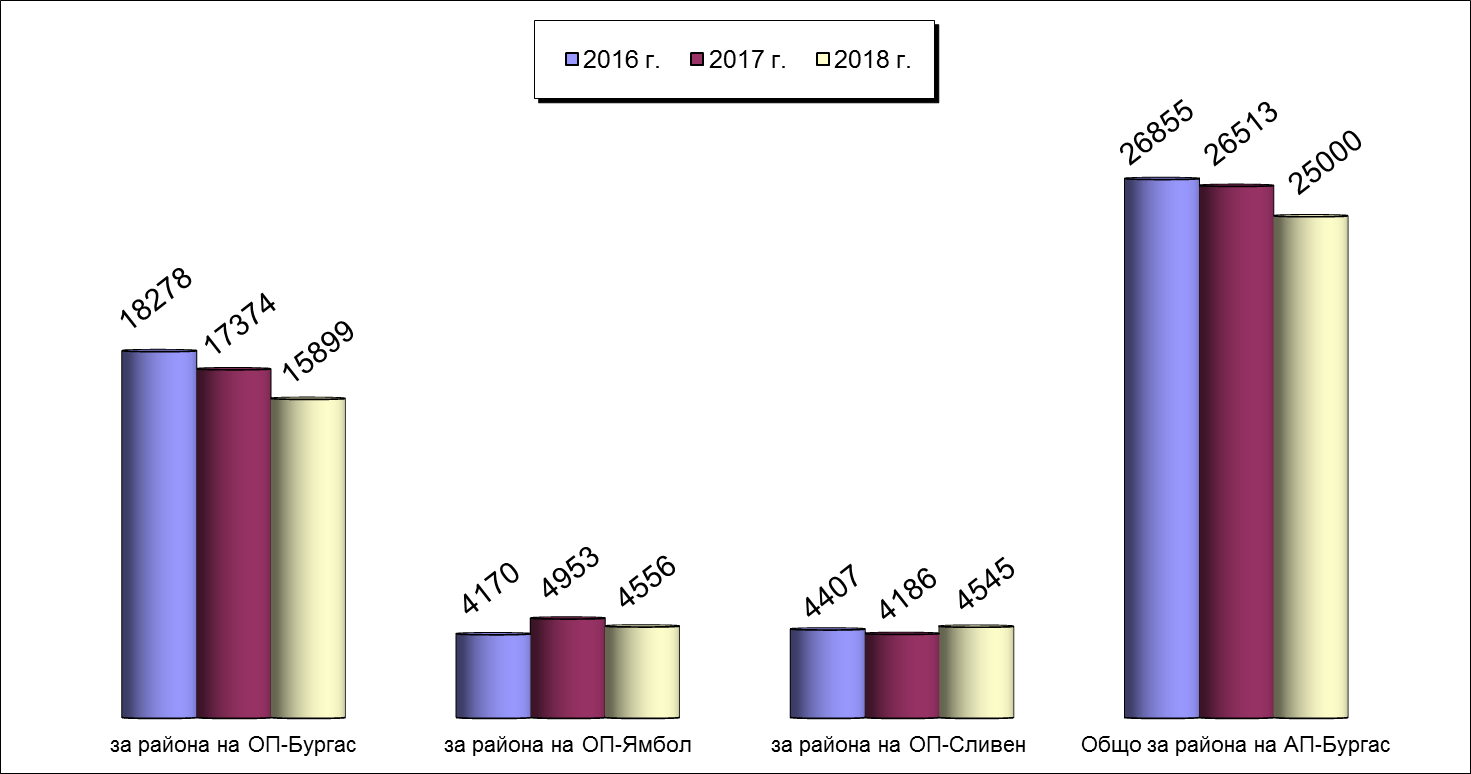 2016 г. 2017 г. 2018 г.
26855 26513 25000
18278 17374 15899
4170 4953 4556 4407 4186 4545
за района на ОП-Бургас за района на ОП-Ямбол за района на ОП-Сливен Общо за района на АП-Бургас